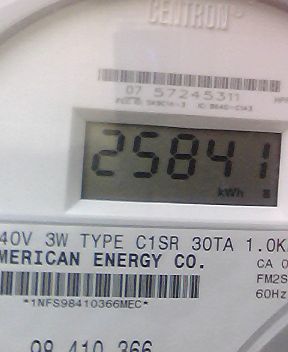 CENTRON
07 57245311
25841
kWh
40V 3W TYPE C1SR 30TA 1.0K
MERICAN ENERGY CO.
CA 0
FM2S
60Hz
*1NFS98410366MEC*
98 410 366